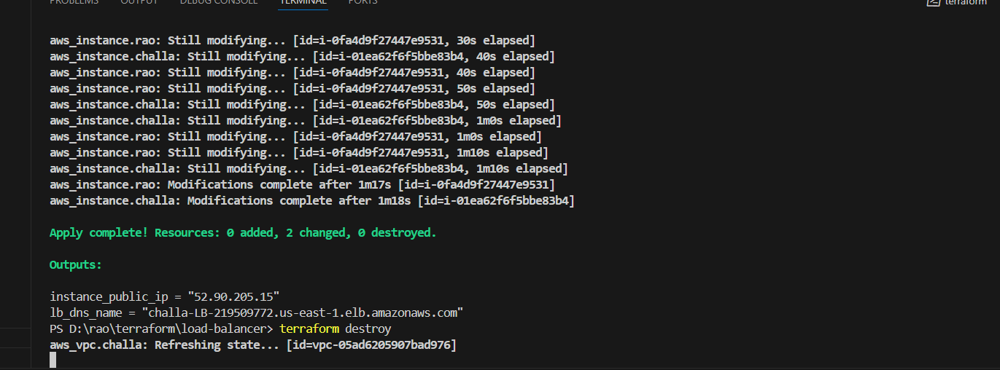 PROBLEMS OUTPUT DEBUG CONSOLE TERMINAL PORTS terraform
aws_instance.rao: Still modifying... [id=i-0fa4d9f27447e9531, 30s elapsed]
aws_instance.challa: Still modifying... [id=i-01ea62f6f5bbe83b4, 40s elapsed]
aws_instance.rao: Still modifying... [id=i-0fa4d9f27447e9531, 40s elapsed]
aws_instance.rao: Still modifying... [id=i-0fa4d9f27447e9531, 50s elapsed]
aws_instance.challa: Still modifying... [id=i-01ea62f6f5bbe83b4, 50s elapsed]
aws_instance.challa: Still modifying... [id=i-01ea62f6f5bbe83b4, 1m0s elapsed]
aws_instance.rao: Still modifying... [id=i-0fa4d9f27447e9531, 1m0s elapsed]
aws_instance.rao: Still modifying... [id=i-0fa4d9f27447e9531, 1m10s elapsed]
aws_instance.challa: Still modifying... [id=i-01ea62f6f5bbe83b4, 1m10s elapsed]
aws_instance.rao: Modifications complete after 1m17s [id=i-0fa4d9f27447e9531]
aws_instance.challa: Modifications complete after 1m18s [id=i-01ea62f6f5bbe83b4]
Apply complete! Resources: 0 added, 2 changed, 0 destroyed.
Outputs:
instance_public_ip = "52.90.205.15"
lb_dns_name = "challa-LB-219509772.us-east-1.elb.amazonaws.com"
PS D:\rao\terraform\load-balancer> terraform destroy
aws_vpc.challa: Refreshing state... [id=vpc-05ad6205907bad976]